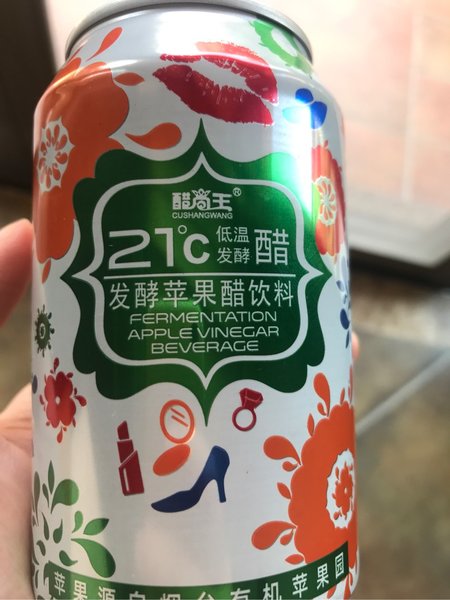 醋尚王®
CUSHANGWANG
21℃ 低温发酵 醋
发酵苹果醋饮料
FERMENTATION
APPLE VINEGAR
BEVERAGE
苹果源自烟台有机苹果园